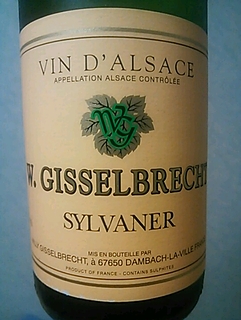 VIN D'ALSACE
APPELLATION ALSACE CONTRÔLÉE
W. GISSELBRECHT
SYLVANER
MIS EN BOUTEILLE PAR
GISSELBRECHT, à 67650 DAMBACH-LA-VILLE
PRODUCT OF FRANCE - CONTAINS SULPHITES